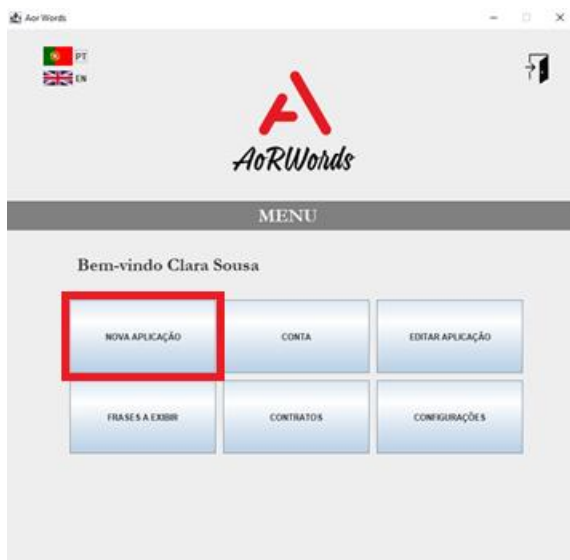 Aor Words
PT
EN
AoRWords
MENU
Bem-vindo Clara Sousa
NOVA APLICAÇÃO
CONTA
EDITAR APLICAÇÃO
FRASES A EXIBIR
CONTRATOS
CONFIGURAÇÕES